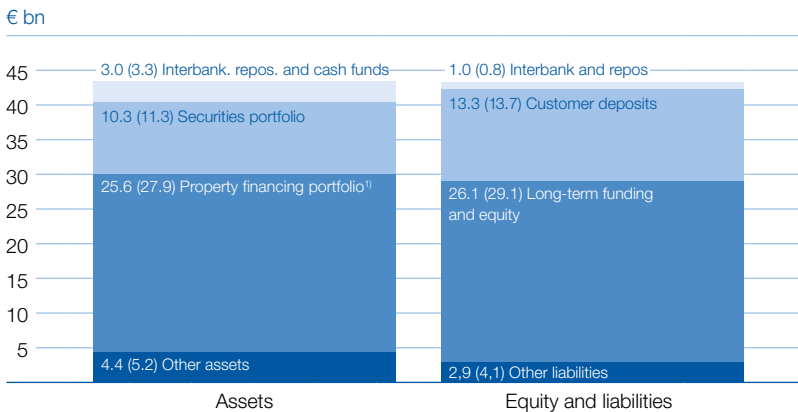 € bn
45
40
35
30
25
20
15
10
5
3.0 (3.3) Interbank. repos. and cash funds
10.3 (11.3) Securities portfolio
25.6 (27.9) Property financing portfolio¹⁾
4.4 (5.2) Other assets
1.0 (0.8) Interbank and repos
13.3 (13.7) Customer deposits
26.1 (29.1) Long-term funding
and equity
2,9 (4,1) Other liabilities
Assets
Equity and liabilities